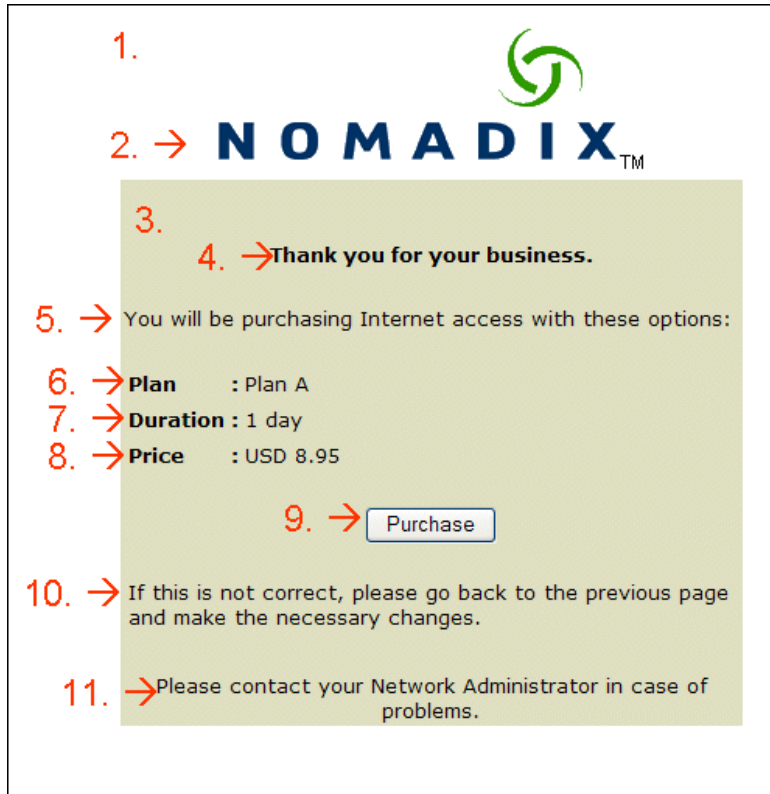 1.
2. → NOMADIX TM
3.
4. → Thank you for your business.
5. → You will be purchasing Internet access with these options:
6. → Plan : Plan A
7. → Duration : 1 day
8. → Price : USD 8.95
9. → Purchase
10. → If this is not correct, please go back to the previous page
and make the necessary changes.
11. → Please contact your Network Administrator in case of
problems.